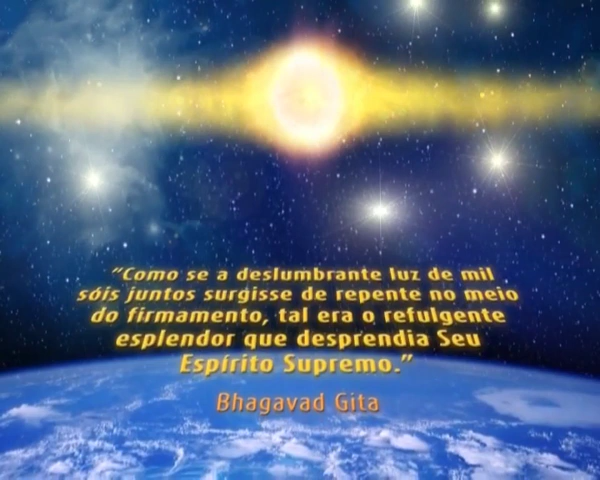 "Como se a deslumbrante luz de mil
sóis juntos surgisse de repente no meio
do firmamento, tal era o refulgente
esplendor que desprendia Seu
Espírito Supremo."
Bhagavad Gita